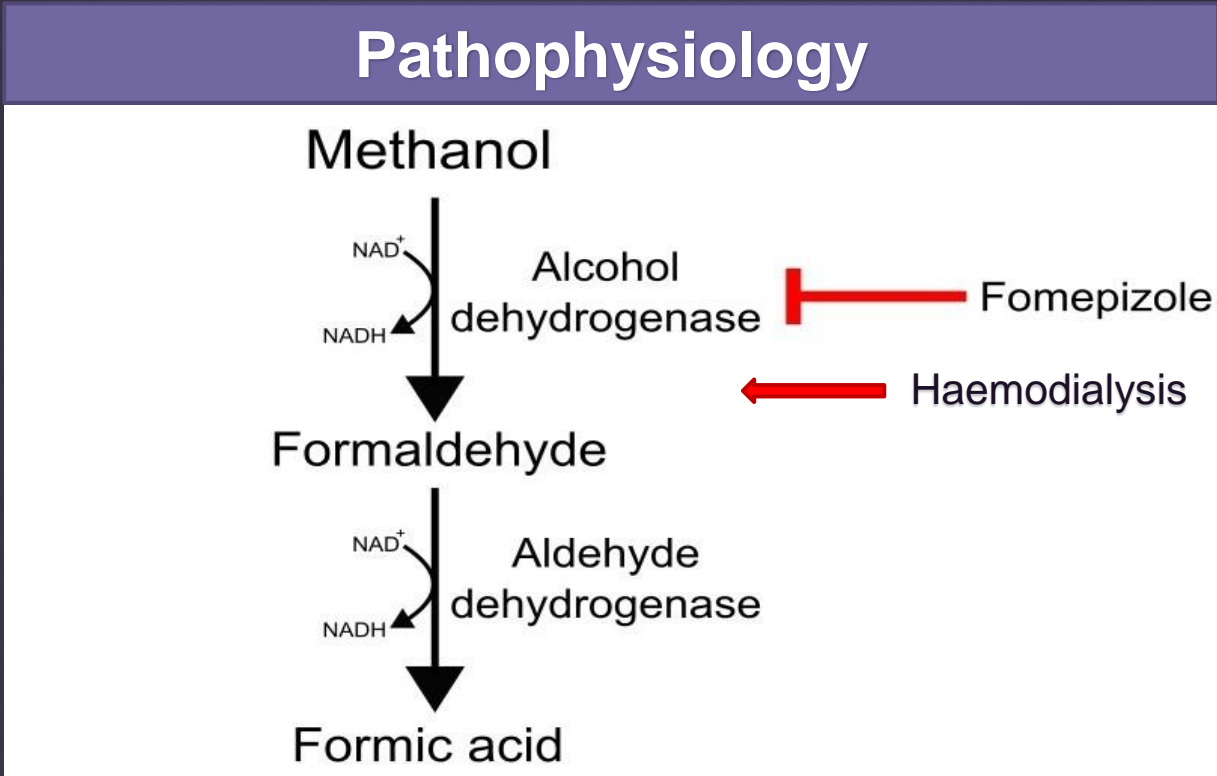 Pathophysiology
Methanol
NAD+
NADH
Alcohol
dehydrogenase
Fomepizole
Haemodialysis
Formaldehyde
NAD+
NADH
Aldehyde
dehydrogenase
Formic acid